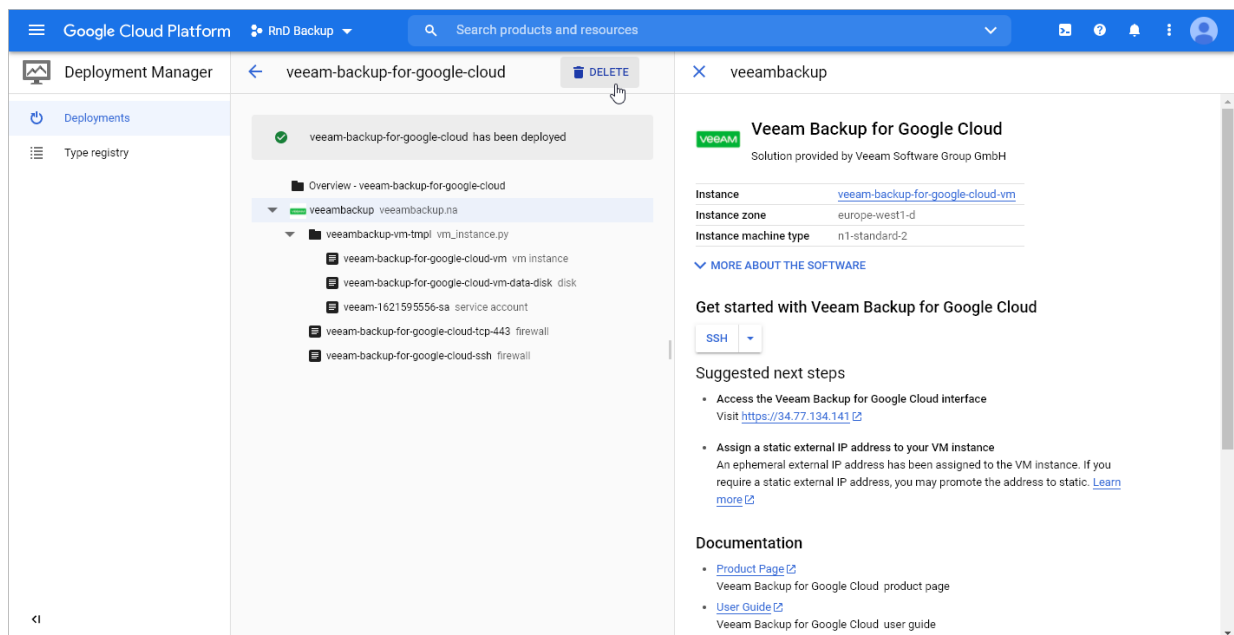 Google Cloud Platform
RnD Backup
Search products and resources
Deployment Manager
Deployments
Type registry
veeam-backup-for-google-cloud
DELETE
veeam-backup-for-google-cloud has been deployed
Overview - veeam-backup-for-google-cloud
veeambackup veeambackup.na
veeambackup-vm-tmpl vm_instance.py
veeam-backup-for-google-cloud-vm vm instance
veeam-backup-for-google-cloud-vm-data-disk disk
veeam-1621595556-sa service account
veeam-backup-for-google-cloud-tcp-443 firewall
veeam-backup-for-google-cloud-ssh firewall
veeambackup
veeAM
Veeam Backup for Google Cloud
Solution provided by Veeam Software Group GmbH
Instance veeam-backup-for-google-cloud-vm
Instance zone europe-west1-d
Instance machine type n1-standard-2
MORE ABOUT THE SOFTWARE
Get started with Veeam Backup for Google Cloud
SSH
Suggested next steps
• Access the Veeam Backup for Google Cloud interface
Visit https://34.77.134.141
• Assign a static external IP address to your VM instance
An ephemeral external IP address has been assigned to the VM instance. If you
require a static external IP address, you may promote the address to static. Learn
more
Documentation
• Product Page
Veeam Backup for Google Cloud product page
• User Guide
Veeam Backup for Google Cloud user guide